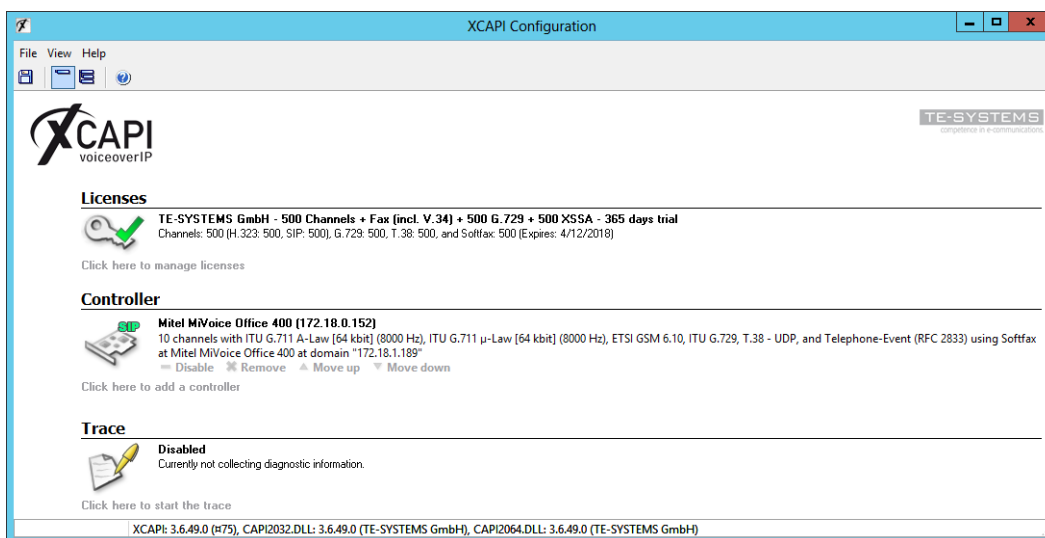 XCAPI Configuration
File View Help
XCAPI
voiceoverIP
TE-SYSTEMS
competence in e-communications.
Licenses
TE-SYSTEMS GmbH - 500 Channels + Fax (incl. V.34) + 500 G.729 + 500 XSSA - 365 days trial
Channels: 500 (H.323: 500, SIP: 500), G.729: 500, T.38: 500, and Softfax: 500 (Expires: 4/12/2018)
Click here to manage licenses
Controller
SIP
Mitel MiVoice Office 400 (172.18.0.152)
10 channels with ITU G.711 A-Law [64 kbit] (8000 Hz), ITU G.711 µ-Law [64 kbit] (8000 Hz), ETSI GSM 6.10, ITU G.729, T.38 - UDP, and Telephone-Event (RFC 2833) using Softfax
at Mitel MiVoice Office 400 at domain "172.18.1.189"
Disable Remove Move up Move down
Click here to add a controller
Trace
Disabled
Currently not collecting diagnostic information.
Click here to start the trace
XCAPI: 3.6.49.0 (¤75), CAPI2032.DLL: 3.6.49.0 (TE-SYSTEMS GmbH), CAPI2064.DLL: 3.6.49.0 (TE-SYSTEMS GmbH)